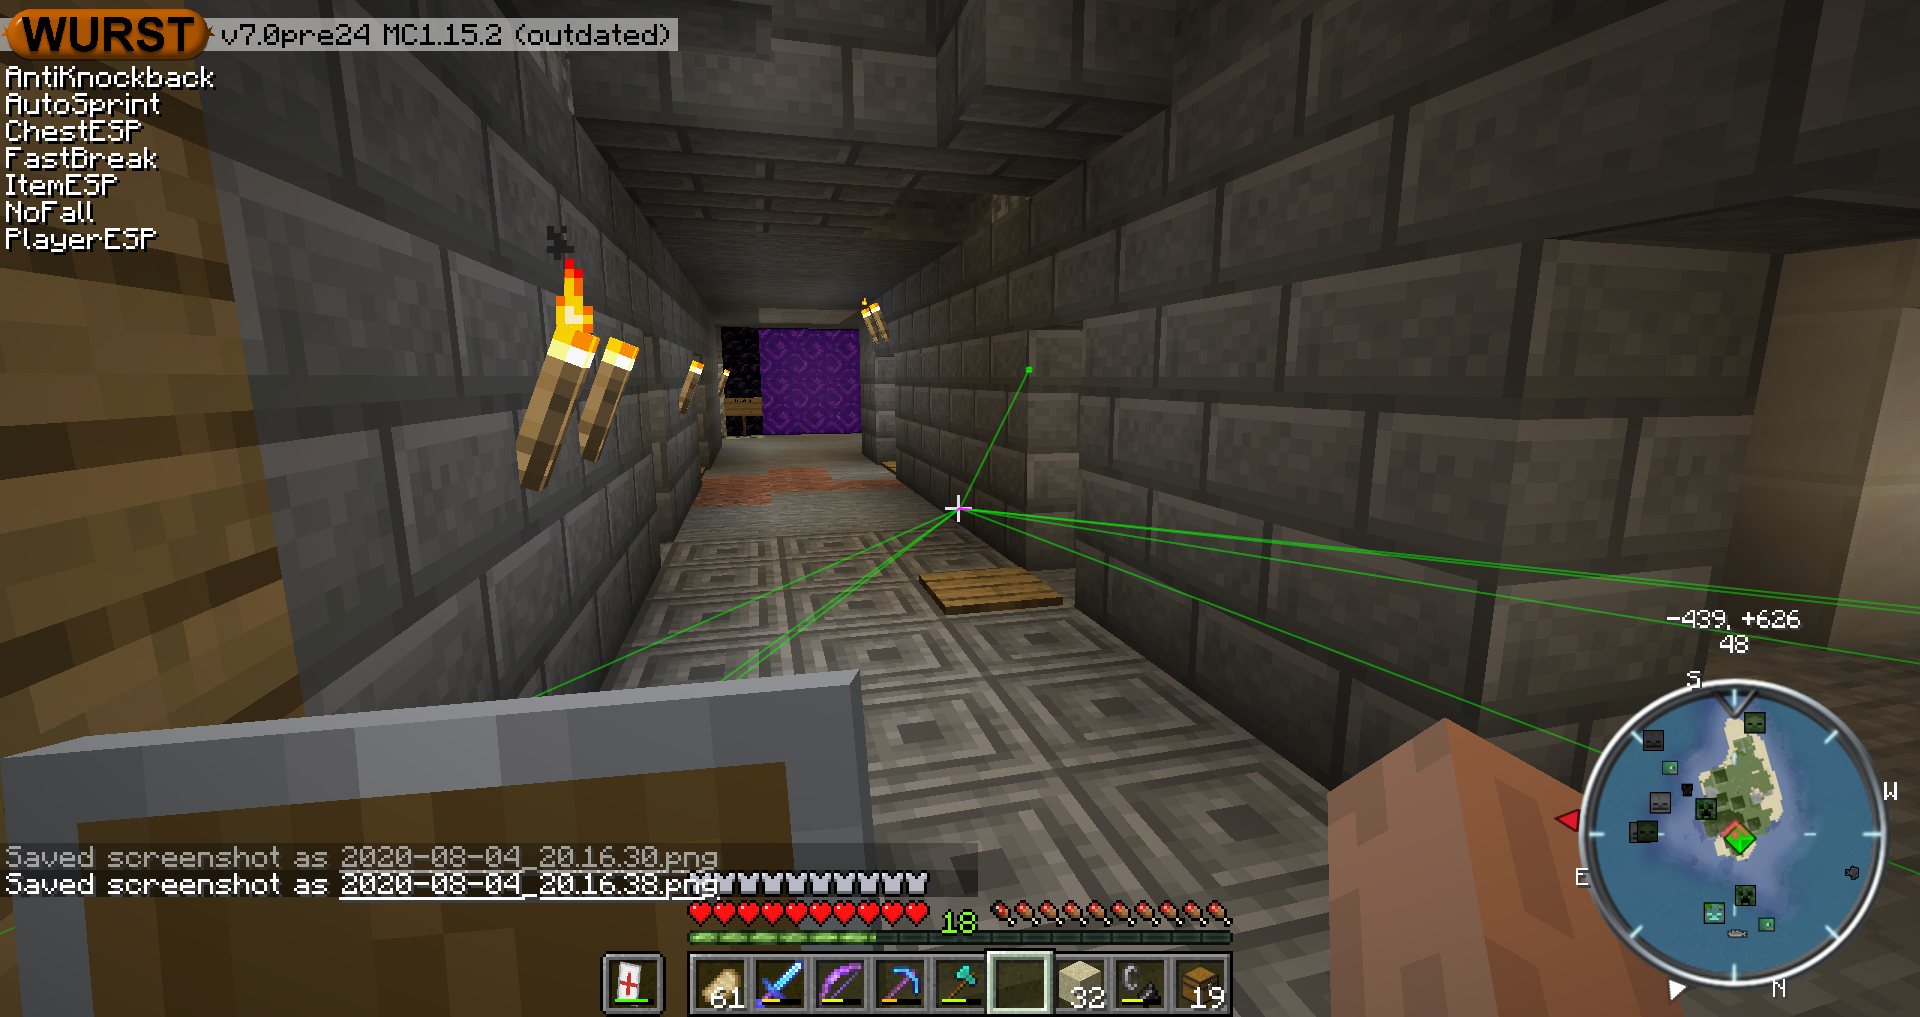 WURST v7.0pre24 MC1.15.2 (outdated)
AntiKnockback
AutoSprint
ChestESP
FastBreak
ItemESP
NoFall
PlayerESP
-439, +626
48
S
W
E
N
Saved screenshot as 2020-08-04_20.16.30.png
Saved screenshot as 2020-08-04_20.16.38.png
18
61
32
19